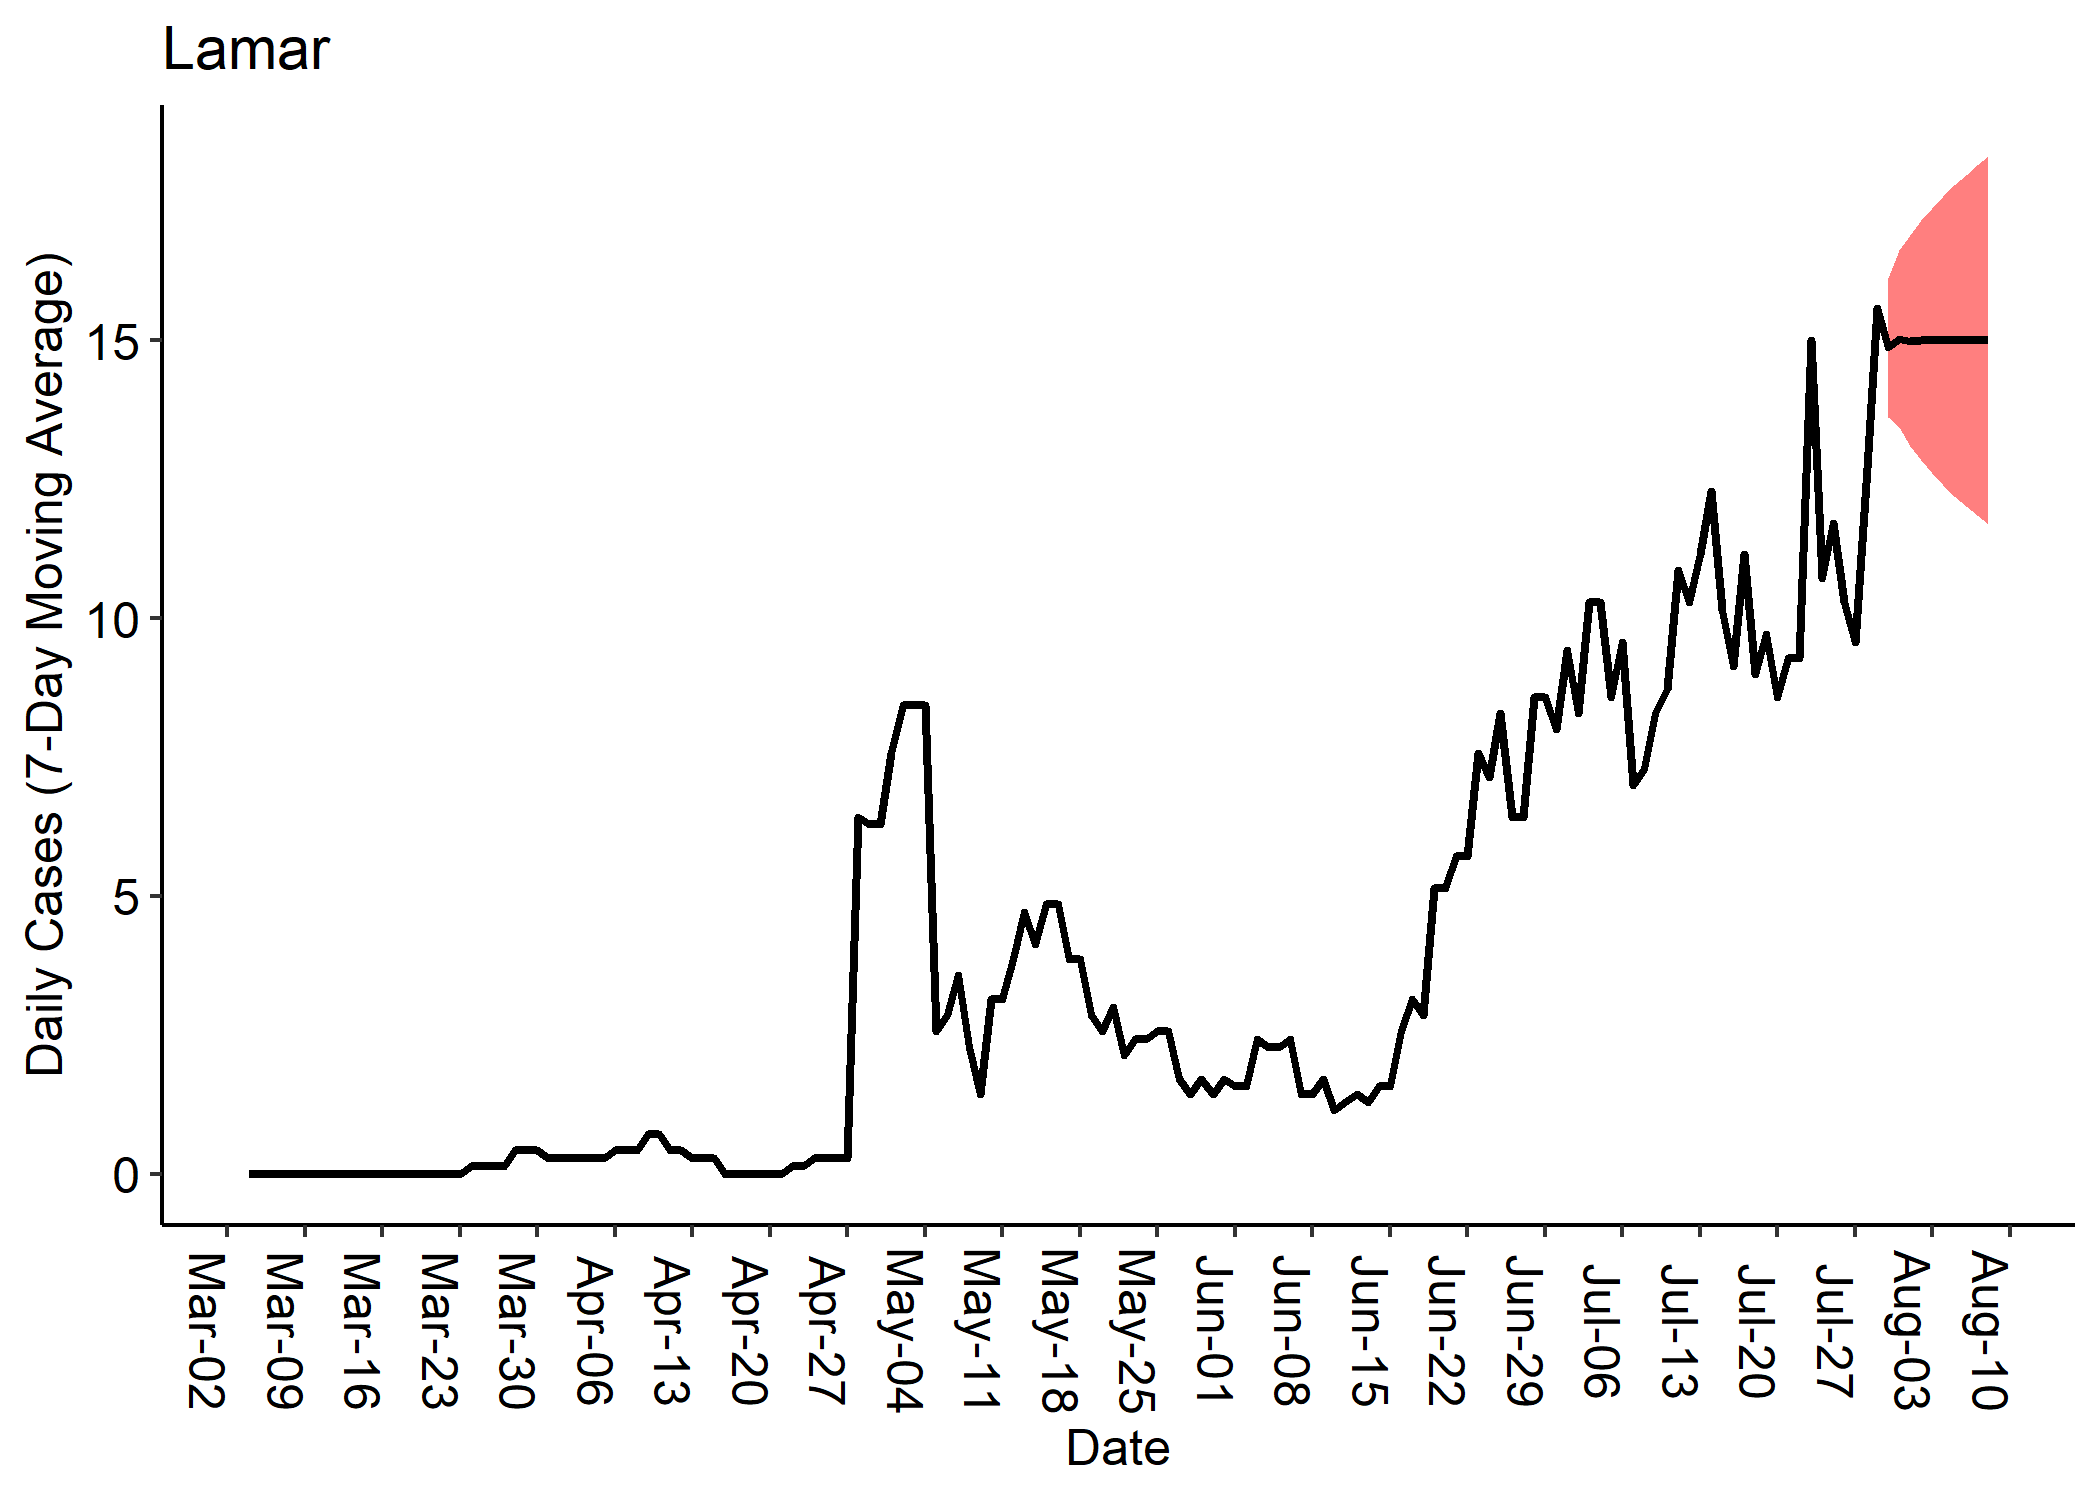 Lamar
Daily Cases (7-Day Moving Average)
15
10
5
0
Mar-02
Mar-09
Mar-16
Mar-23
Mar-30
Apr-06
Apr-13
Apr-20
Apr-27
May-04
May-11
May-18
May-25
Jun-01
Jun-08
Jun-15
Jun-22
Jun-29
Jul-06
Jul-13
Jul-20
Jul-27
Aug-03
Aug-10
Date